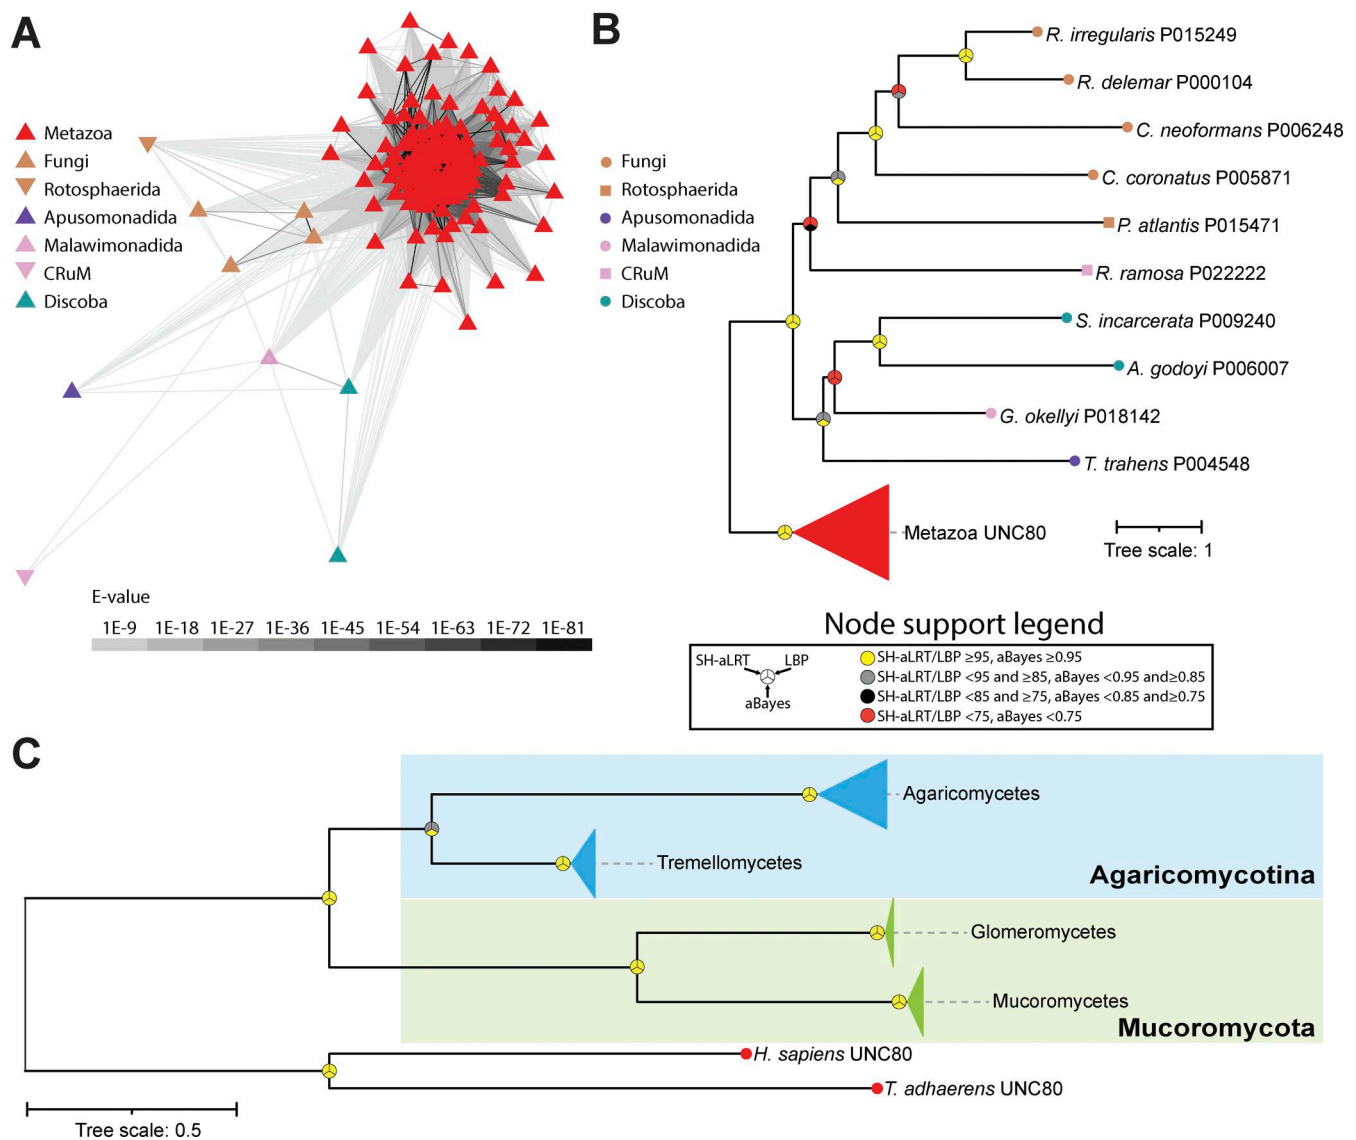 A
Metazoa
Fungi
Rotosphaerida
Apusomonadida
Malawimonadida
CRuM
Discoba
E-value
1E-9 1E-18 1E-27 1E-36 1E-45 1E-54 1E-63 1E-72 1E-81
B
Fungi
Rotosphaerida
Apusomonadida
Malawimonadida
CRuM
Discoba
R. irregularis P015249
R. delemar P000104
C. neoformans P006248
C. coronatus P005871
P. atlantis P015471
R. ramosa P022222
S. incarcerata P009240
A. godoyi P006007
G. okellyi P018142
T. trahens P004548
Metazoa UNC80
Tree scale: 1
Node support legend
SH-aLRT LBP
aBayes
SH-aLRT/LBP ≥95, aBayes ≥0.95
SH-aLRT/LBP <95 and ≥85, aBayes <0.95 and≥0.85
SH-aLRT/LBP <85 and ≥75, aBayes <0.85 and≥0.75
SH-aLRT/LBP <75, aBayes <0.75
C
Agaricomycetes
Tremellomycetes
Agaricomycotina
Glomeromycetes
Mucoromycetes
Mucoromycota
H. sapiens UNC80
T. adhaerens UNC80
Tree scale: 0.5